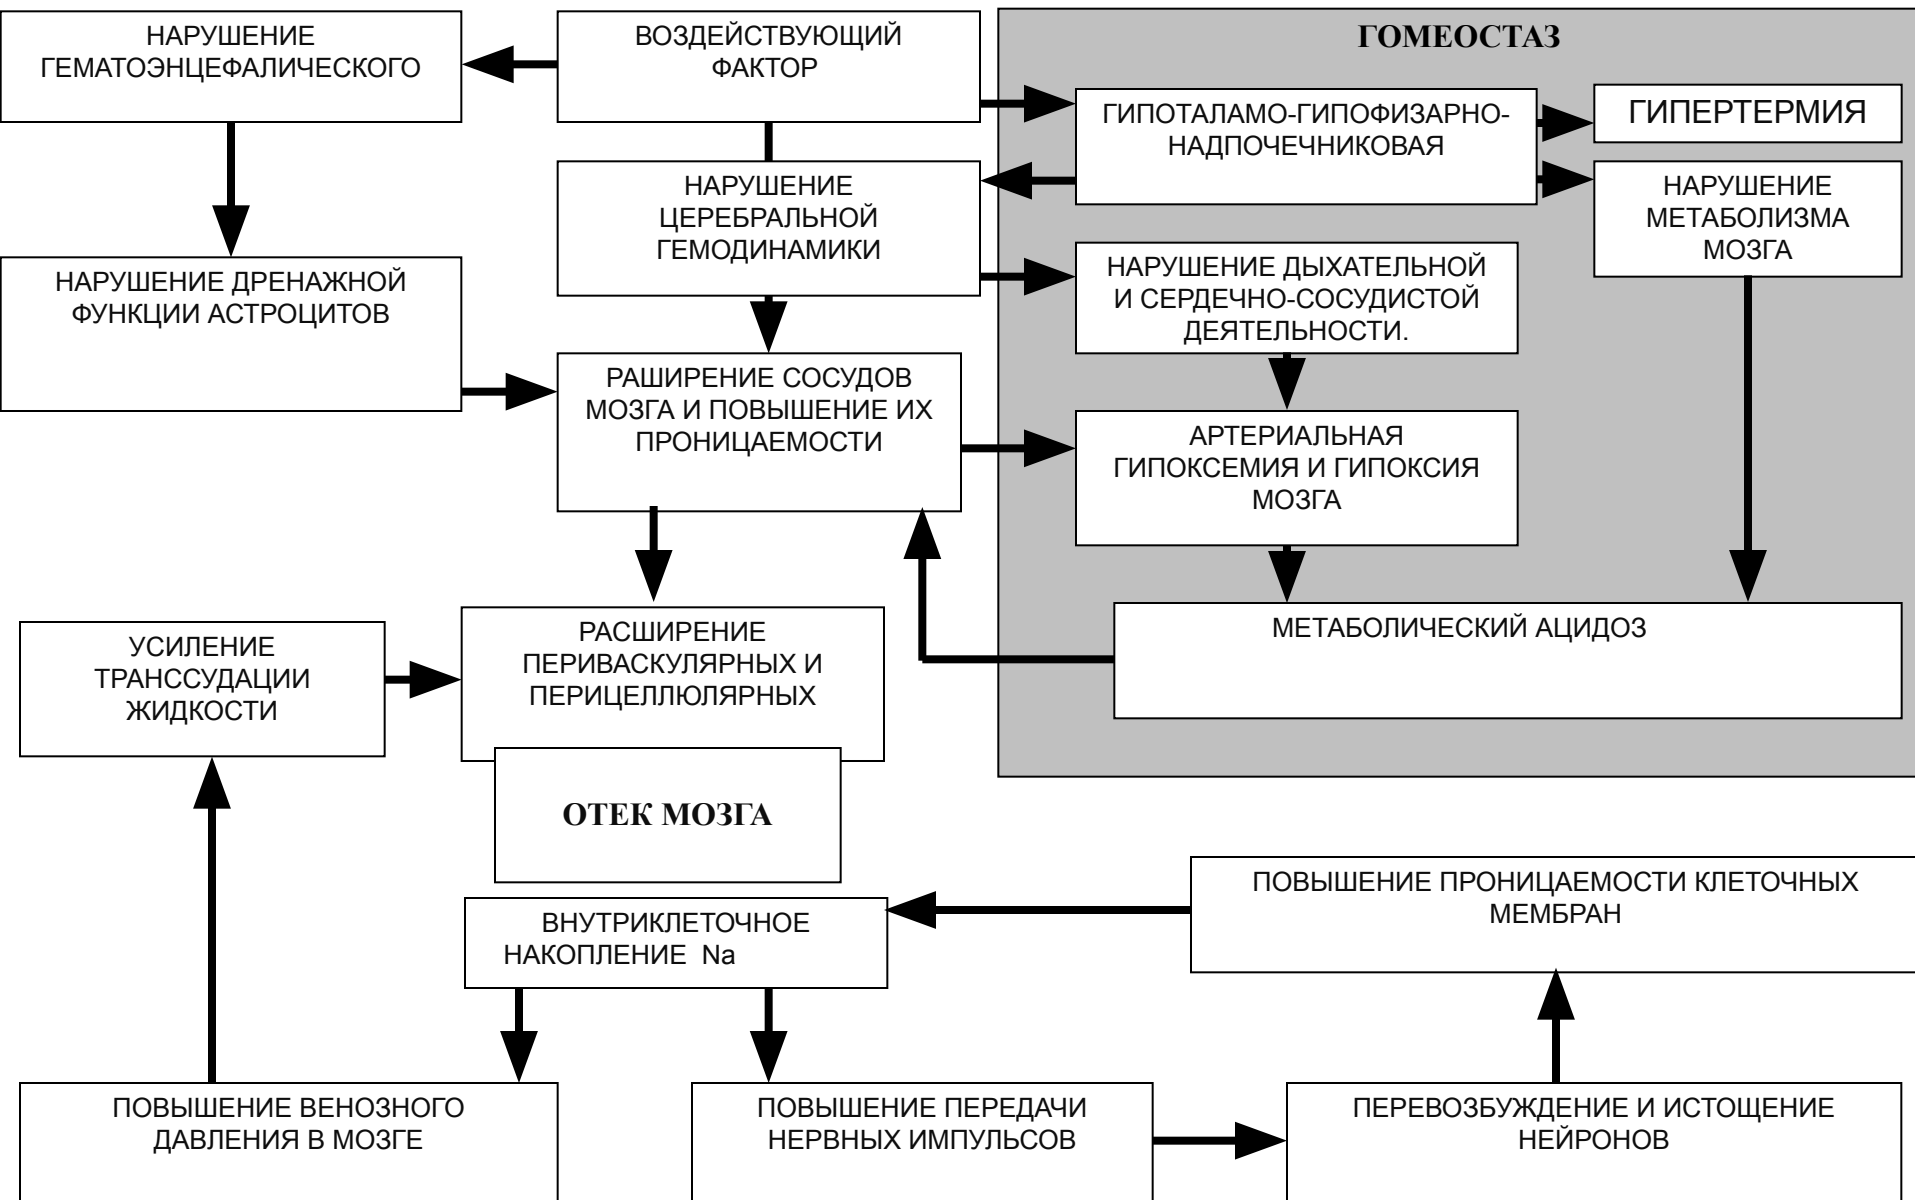 НАРУШЕНИЕ
ГЕМАТОЭНЦЕФАЛИЧЕСКОГО
ВОЗДЕЙСТВУЮЩИЙ
ФАКТОР
ГОМЕОСТАЗ
ГИПОТАЛАМО-ГИПОФИЗАРНО-
НАДПОЧЕЧНИКОВАЯ
ГИПЕРТЕРМИЯ
НАРУШЕНИЕ
ЦЕРЕБРАЛЬНОЙ
ГЕМОДИНАМИКИ
НАРУШЕНИЕ
МЕТАБОЛИЗМА
МОЗГА
НАРУШЕНИЕ ДРЕНАЖНОЙ
ФУНКЦИИ АСТРОЦИТОВ
НАРУШЕНИЕ ДЫХАТЕЛЬНОЙ
И СЕРДЕЧНО-СОСУДИСТОЙ
ДЕЯТЕЛЬНОСТИ.
РАШИРЕНИЕ СОСУДОВ
МОЗГА И ПОВЫШЕНИЕ ИХ
ПРОНИЦАЕМОСТИ
АРТЕРИАЛЬНАЯ
ГИПОКСЕМИЯ И ГИПОКСИЯ
МОЗГА
УСИЛЕНИЕ
ТРАНССУДАЦИИ
ЖИДКОСТИ
РАСШИРЕНИЕ
ПЕРИВАСКУЛЯРНЫХ И
ПЕРИЦЕЛЛЮЛЯРНЫХ
МЕТАБОЛИЧЕСКИЙ АЦИДОЗ
ОТЕК МОЗГА
ПОВЫШЕНИЕ ПРОНИЦАЕМОСТИ КЛЕТОЧНЫХ
МЕМБРАН
ВНУТРИКЛЕТОЧНОЕ
НАКОПЛЕНИЕ  Na
ПОВЫШЕНИЕ ВЕНОЗНОГО
ДАВЛЕНИЯ В МОЗГЕ
ПОВЫШЕНИЕ ПЕРЕДАЧИ
НЕРВНЫХ ИМПУЛЬСОВ
ПЕРЕВОЗБУЖДЕНИЕ И ИСТОЩЕНИЕ
НЕЙРОНОВ